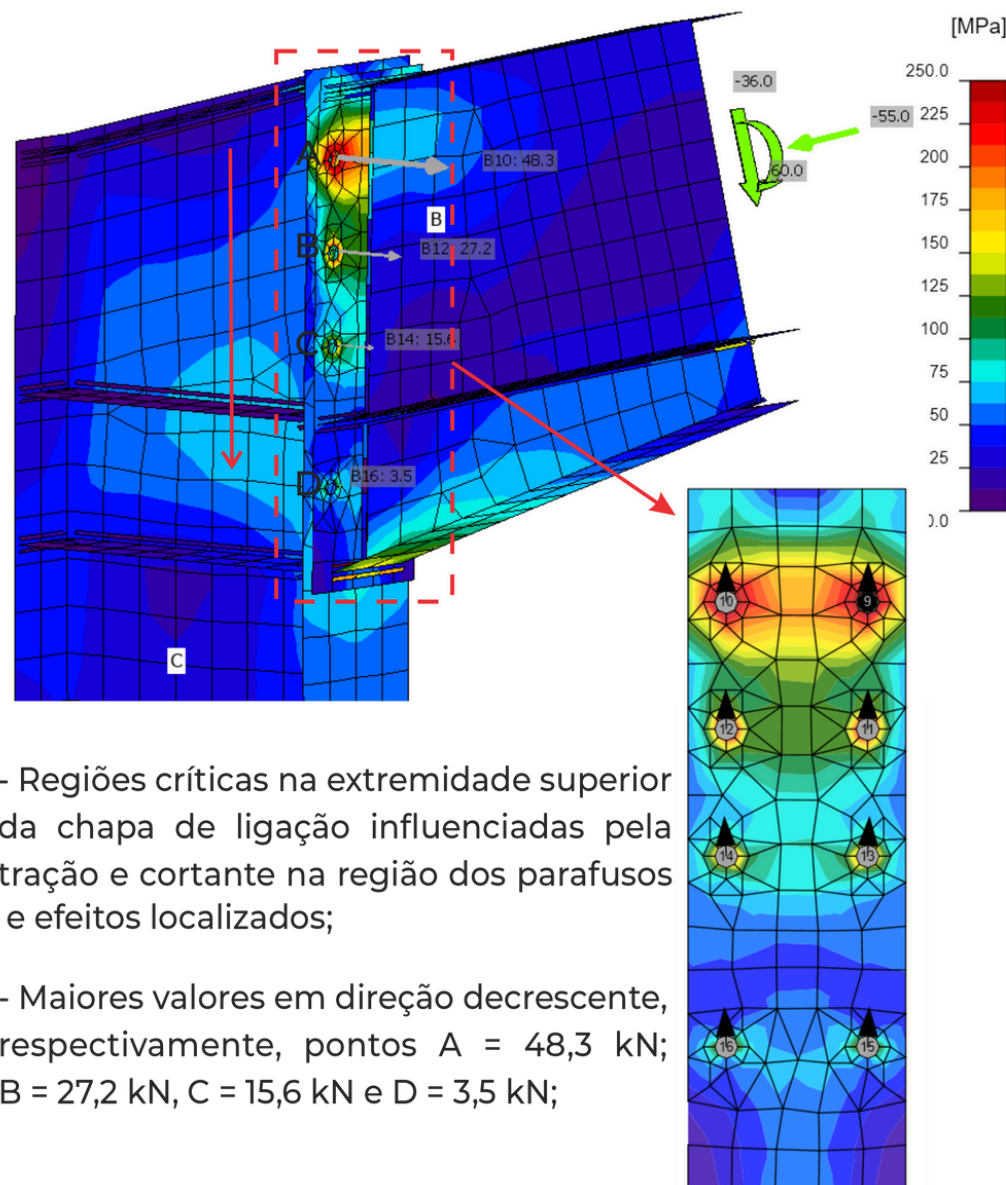 [MPa]
250.0
225
200
175
150
125
100
75
50
25
-36.0
-55.0
60.0
A
B10: 48.3
B
B
B12: 27.2
C
B14: 15.6
D
B16: 3.5
C
10
9
12
11
14
13
16
15
- Regiões críticas na extremidade superior
da chapa de ligação influenciadas pela
tração e cortante na região dos parafusos
e efeitos localizados;
- Maiores valores em direção decrescente,
respectivamente, pontos A = 48,3 kN;
B = 27,2 kN, C = 15,6 kN e D = 3,5 kN;